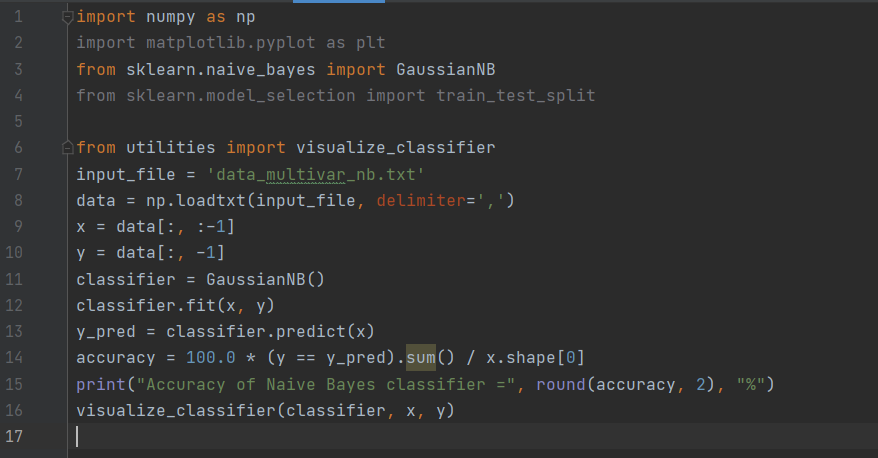 1 import numpy as np
2 import matplotlib.pyplot as plt
3 from sklearn.naive_bayes import GaussianNB
4 from sklearn.model_selection import train_test_split
5
6 from utilities import visualize_classifier
7 input_file = 'data_multivar_nb.txt'
8 data = np.loadtxt(input_file, delimiter=',')
9 x = data[:, :-1]
10 y = data[:, -1]
11 classifier = GaussianNB()
12 classifier.fit(x, y)
13 y_pred = classifier.predict(x)
14 accuracy = 100.0 * (y == y_pred).sum() / x.shape[0]
15 print("Accuracy of Naive Bayes classifier =", round(accuracy, 2), "%")
16 visualize_classifier(classifier, x, y)
17